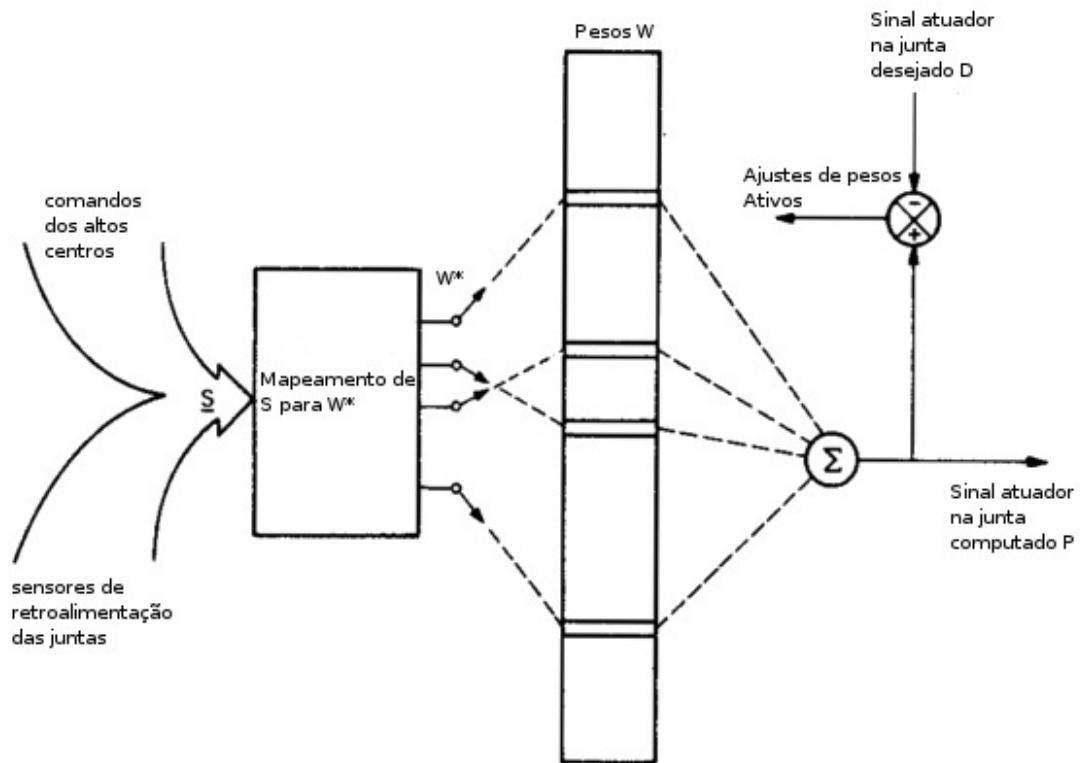 Pesos W
Sinal atuador
na junta
desejado D
Ajustes de pesos
Ativos
-
+
comandos
dos altos
centros
W*
S
Mapeamento de
S para W*
Σ
Sinal atuador
na junta
computado P
sensores de
retroalimentação
das juntas